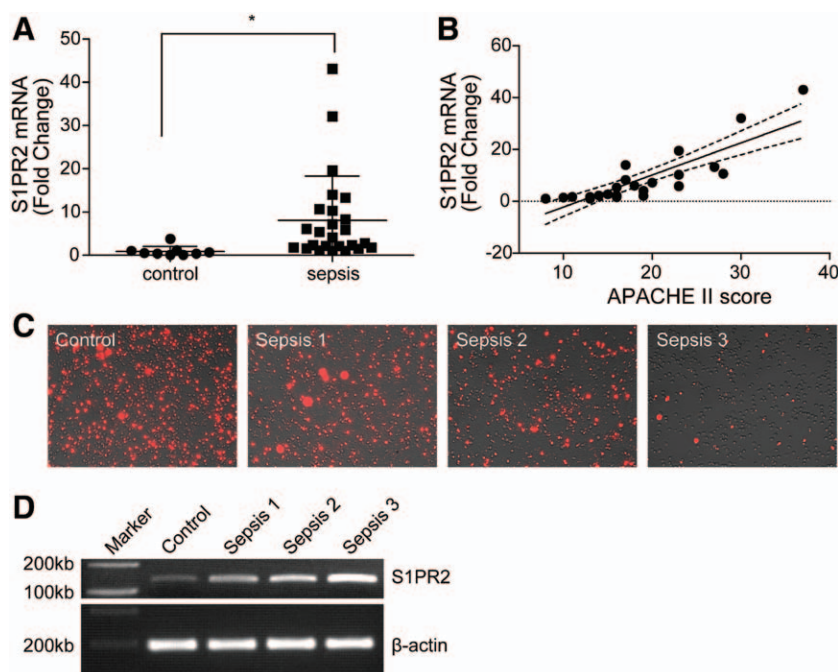 A
S1PR2 mRNA
(Fold Change)
50
40
30
20
10
0
*
control
sepsis
B
S1PR2 mRNA
(Fold Change)
60
40
20
0
-20
10
20
30
40
APACHE II score
C
Control
Sepsis 1
Sepsis 2
Sepsis 3
D
Marker
Control
Sepsis 1
Sepsis 2
Sepsis 3
200kb
100kb
S1PR2
200kb
β-actin